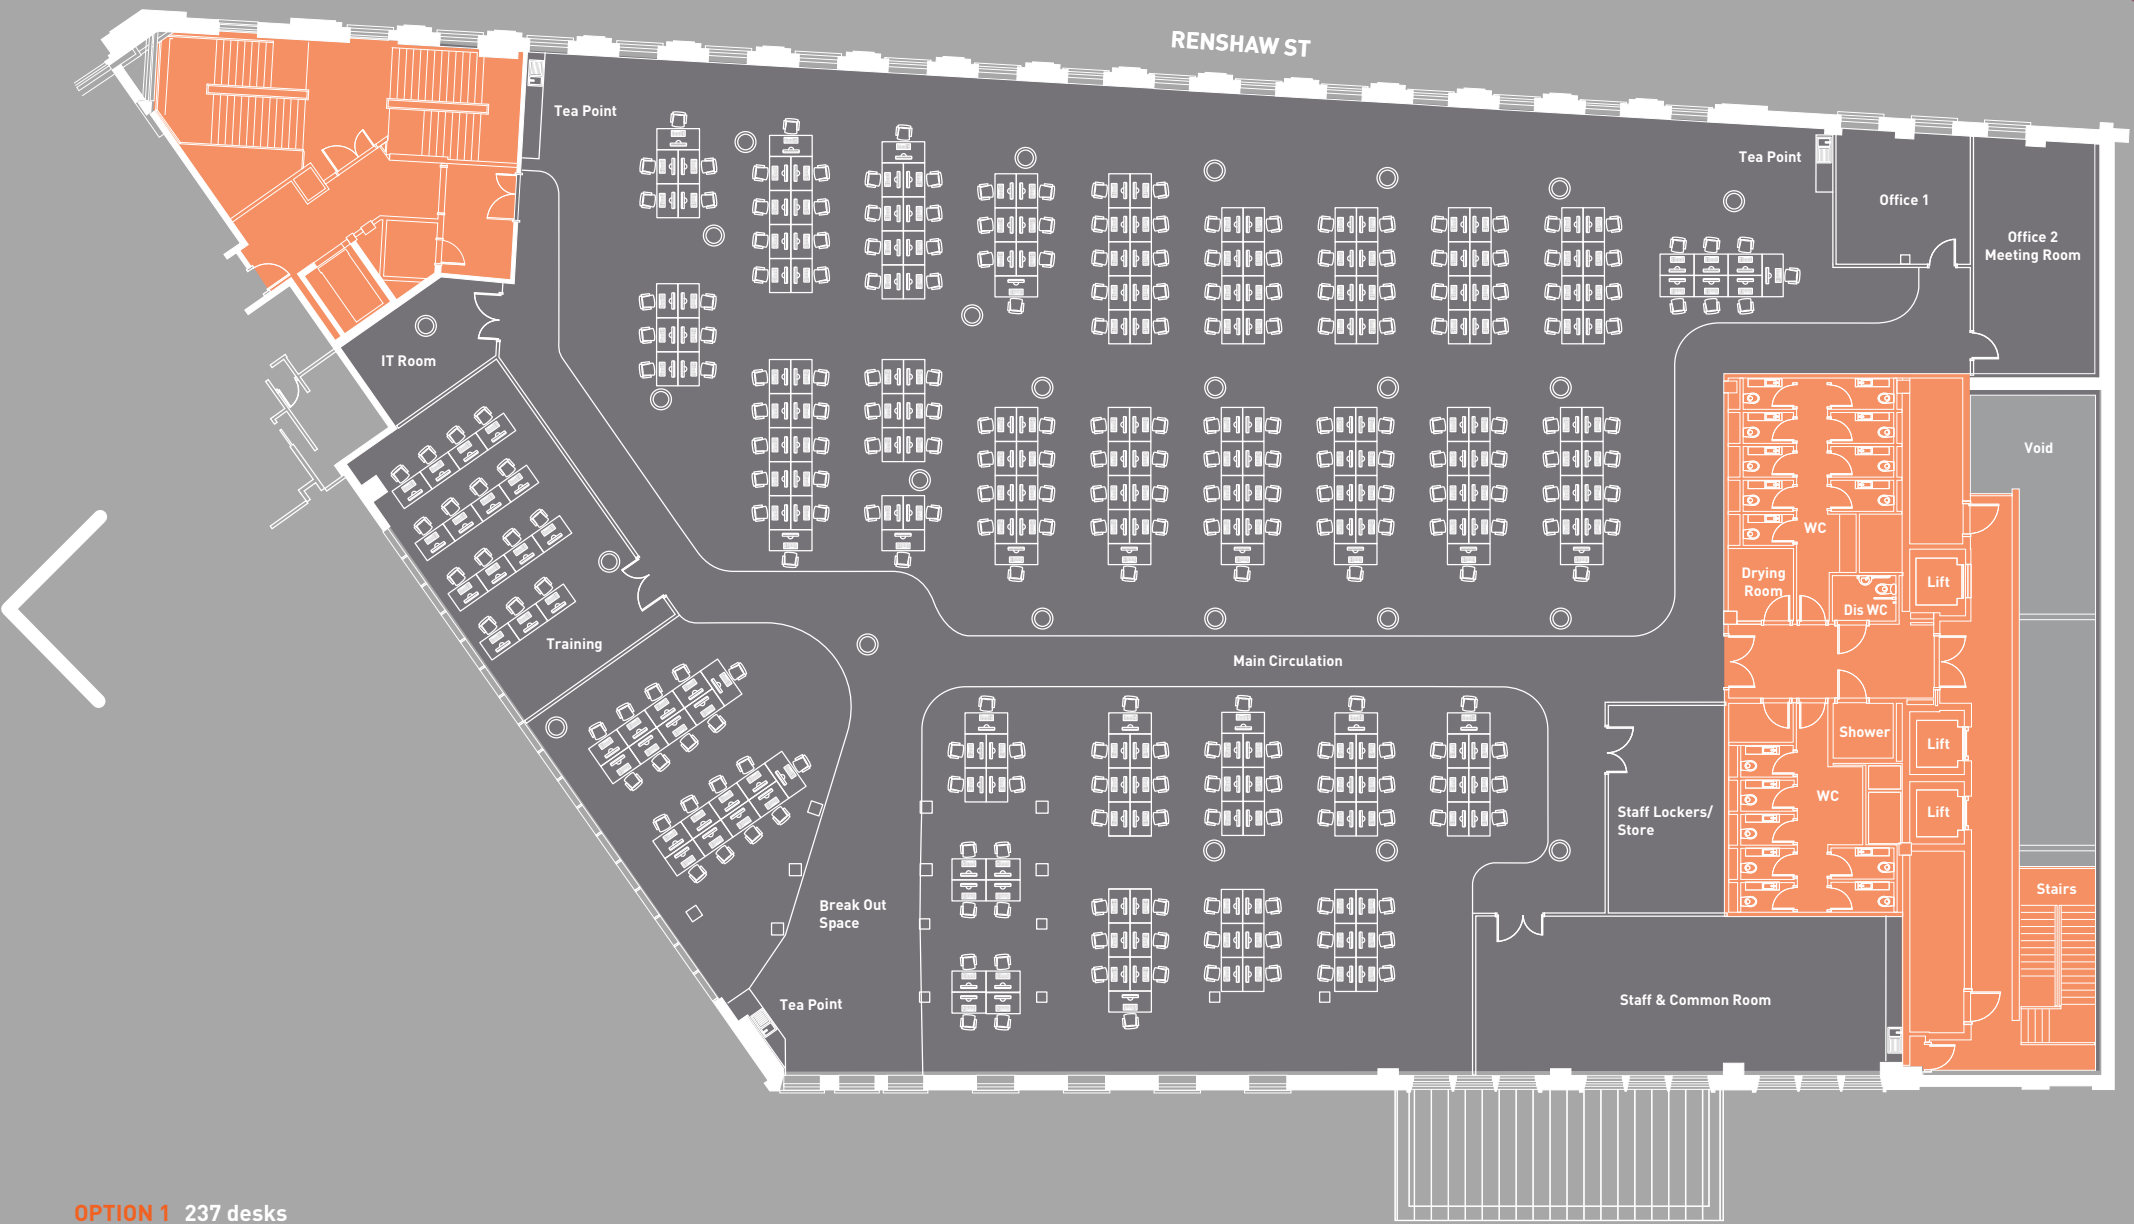 RENSHAW ST
Tea Point
Tea Point
Office 1
Office 2
Meeting Room
IT Room
Void
WC
Drying
Room
Lift
Dis WC
Training
Main Circulation
Shower
Lift
WC
Staff Lockers/
Store
Lift
Stairs
Break Out
Space
Tea Point
Staff & Common Room
OPTION 1 237 desks